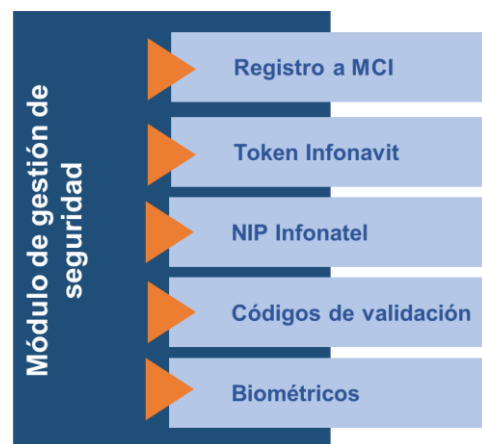 Módulo de gestión de
seguridad
Registro a MCI
Token Infonavit
NIP Infonatel
Códigos de validación
Biométricos